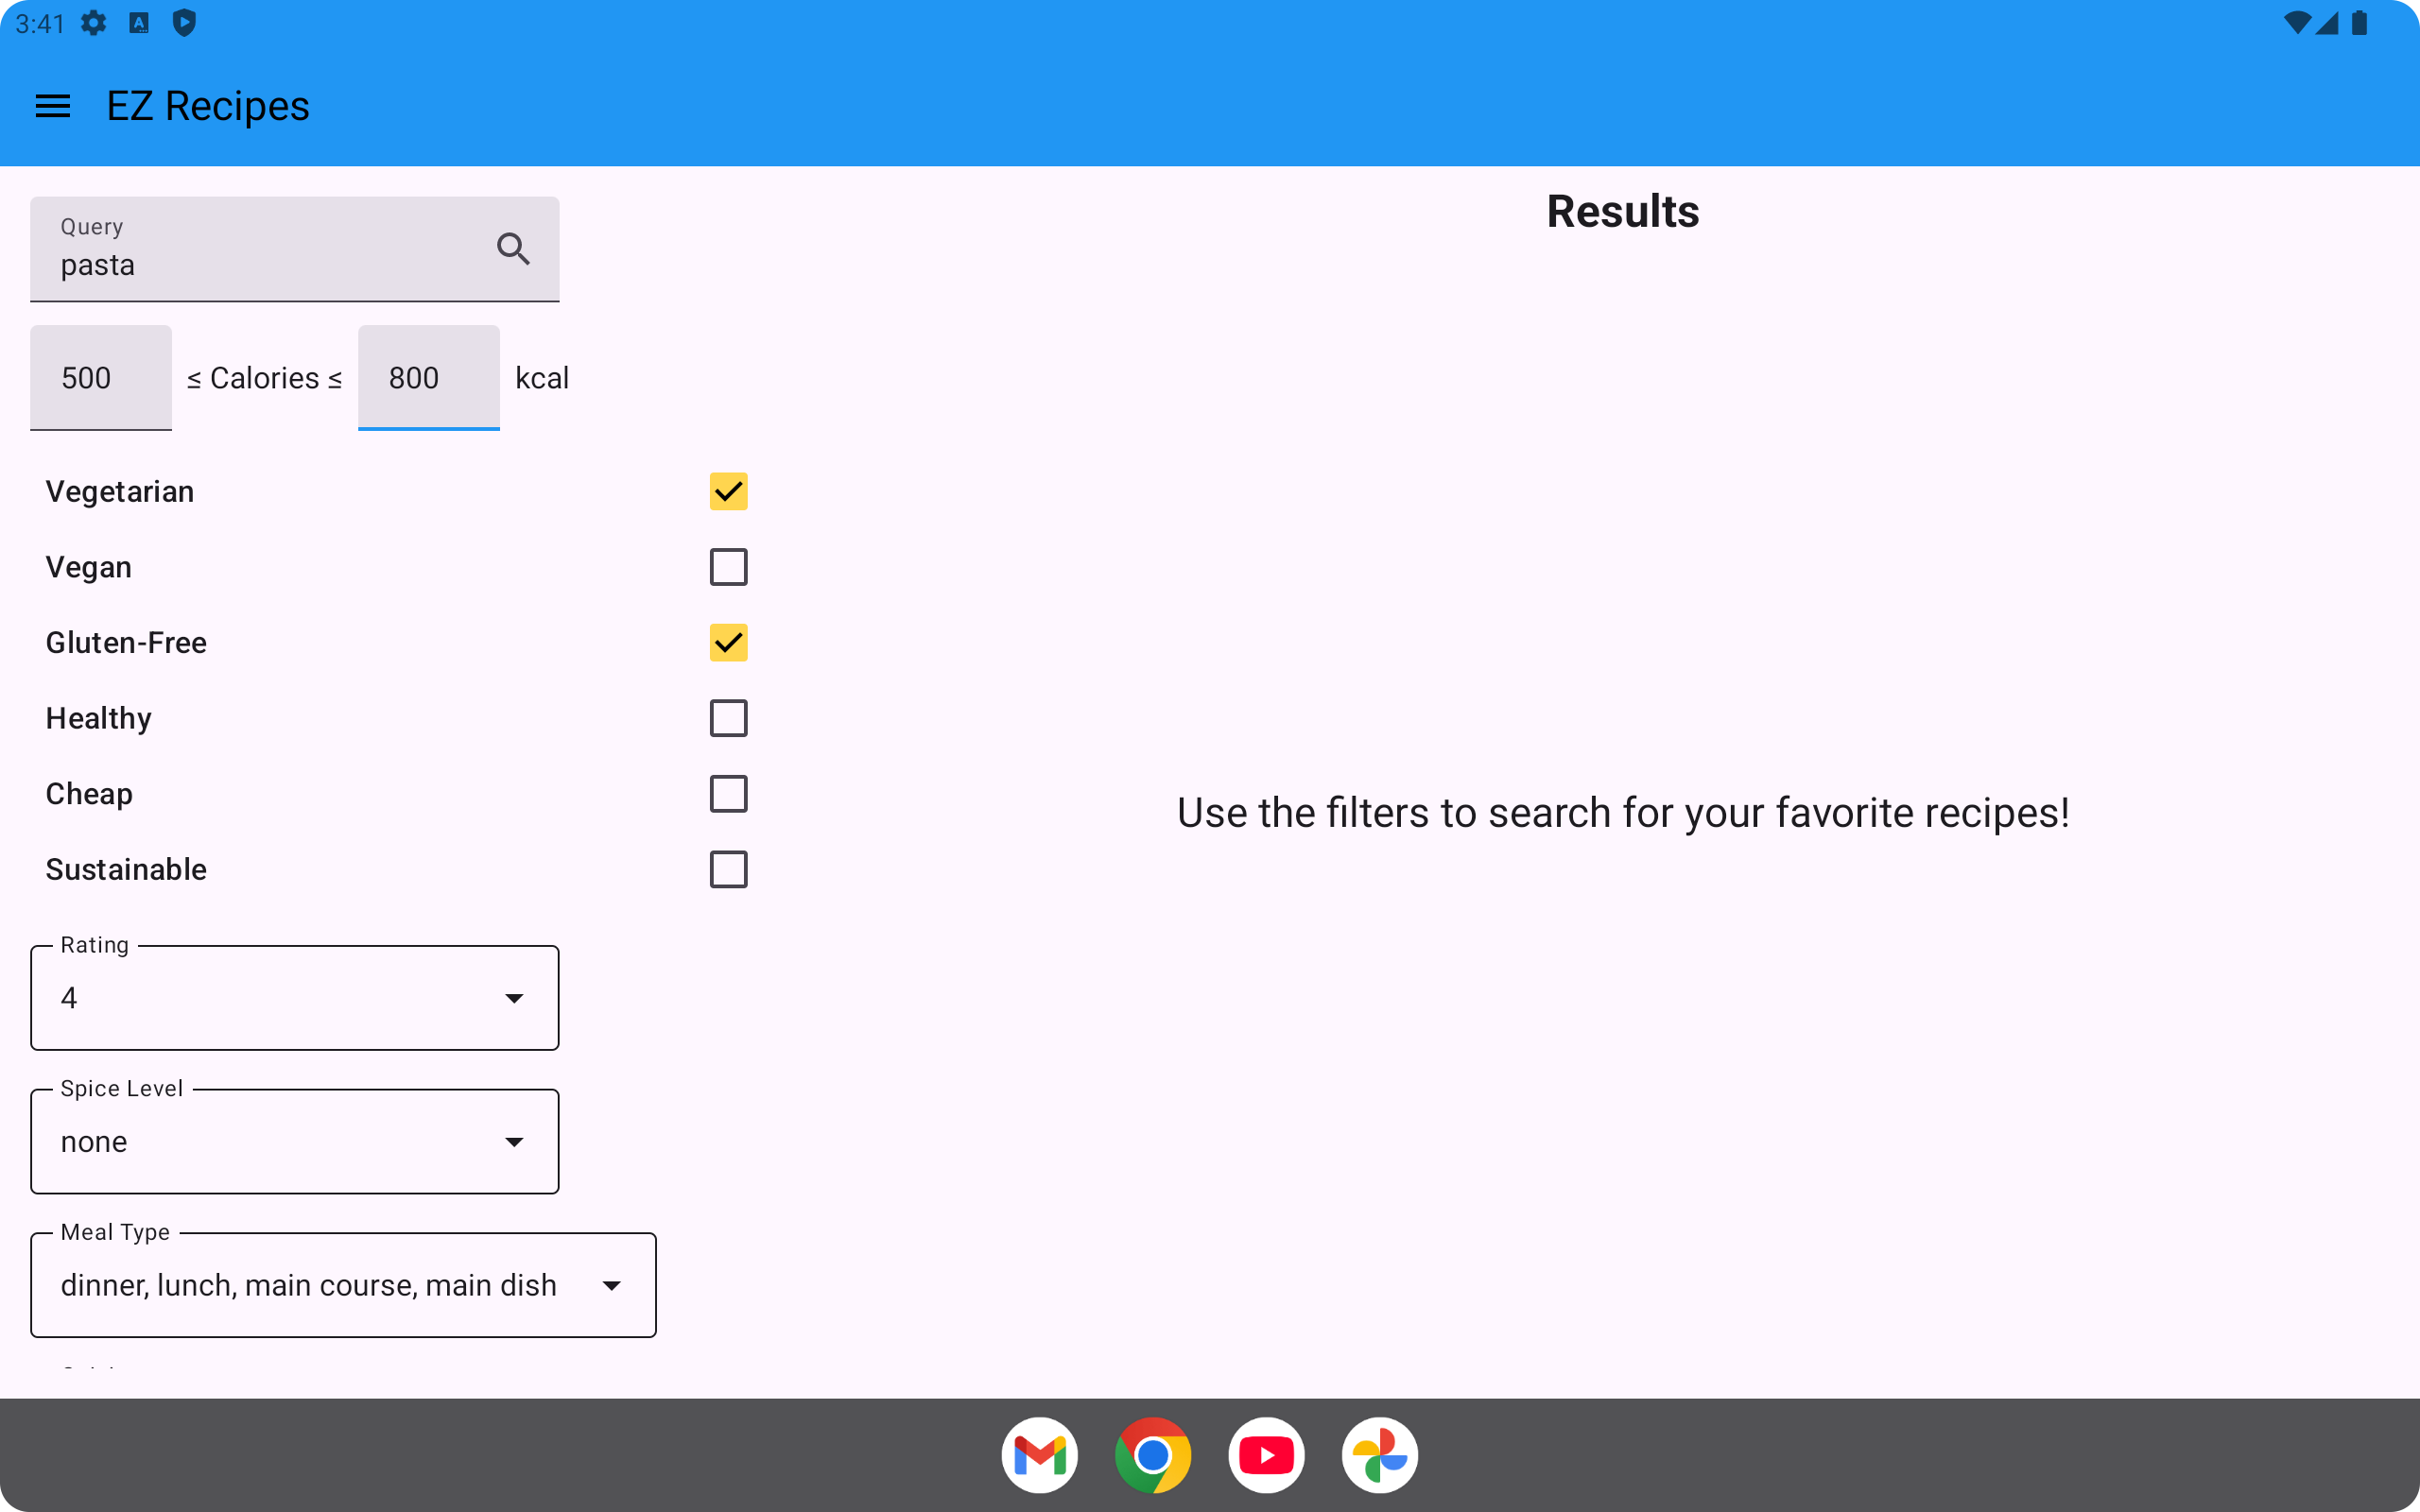 3:41
EZ Recipes
Query
pasta
500 ≤ Calories ≤ 800 kcal
Vegetarian
Vegan
Gluten-Free
Healthy
Cheap
Sustainable
Rating
4
Spice Level
none
Meal Type
dinner, lunch, main course, main dish
Results
Use the filters to search for your favorite recipes!